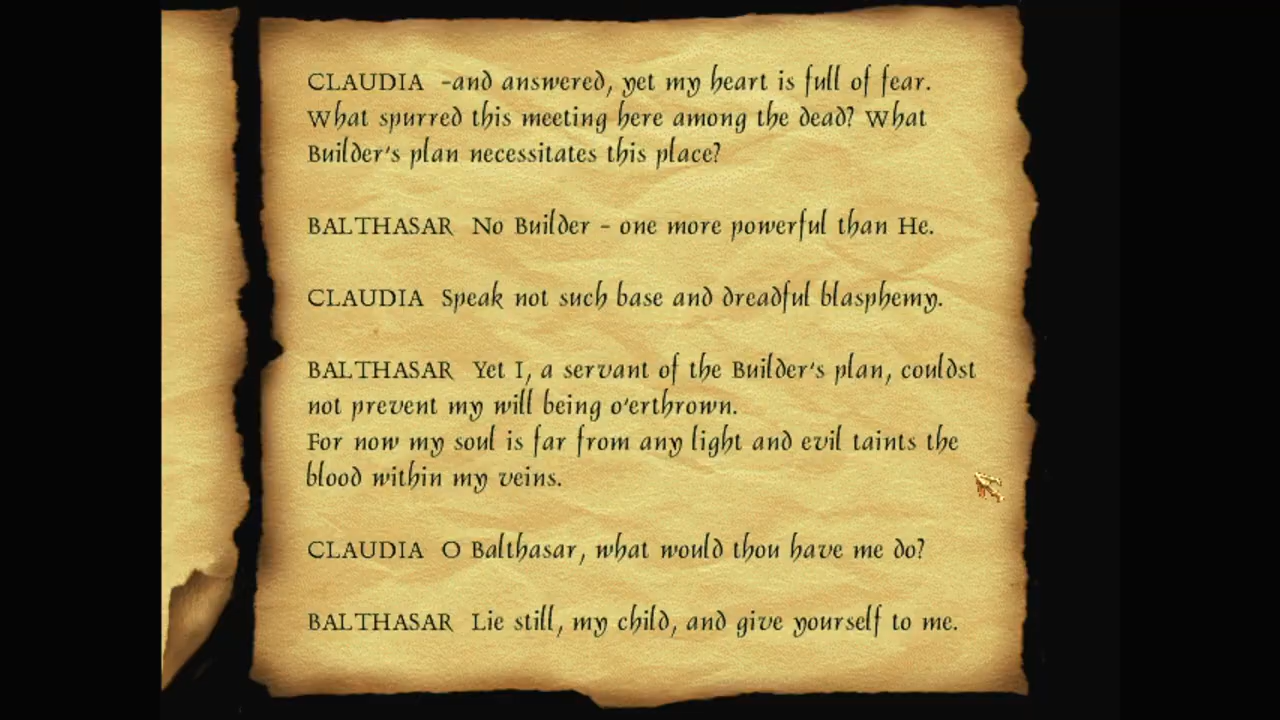 CLAUDIA -and answered, yet my heart is full of fear.
What spurred this meeting here among the dead? What
Builder's plan necessitates this place?
BALTHASAR No Builder - one more powerful than He.
CLAUDIA Speak not such base and dreadful blasphemy.
BALTHASAR Yet I, a servant of the Builder's plan, couldst
not prevent my will being o'erthrown.
For now my soul is far from any light and evil taints the
blood within my veins.
CLAUDIA O Balthasar, what would thou have me do?
BALTHASAR Lie still, my child, and give yourself to me.